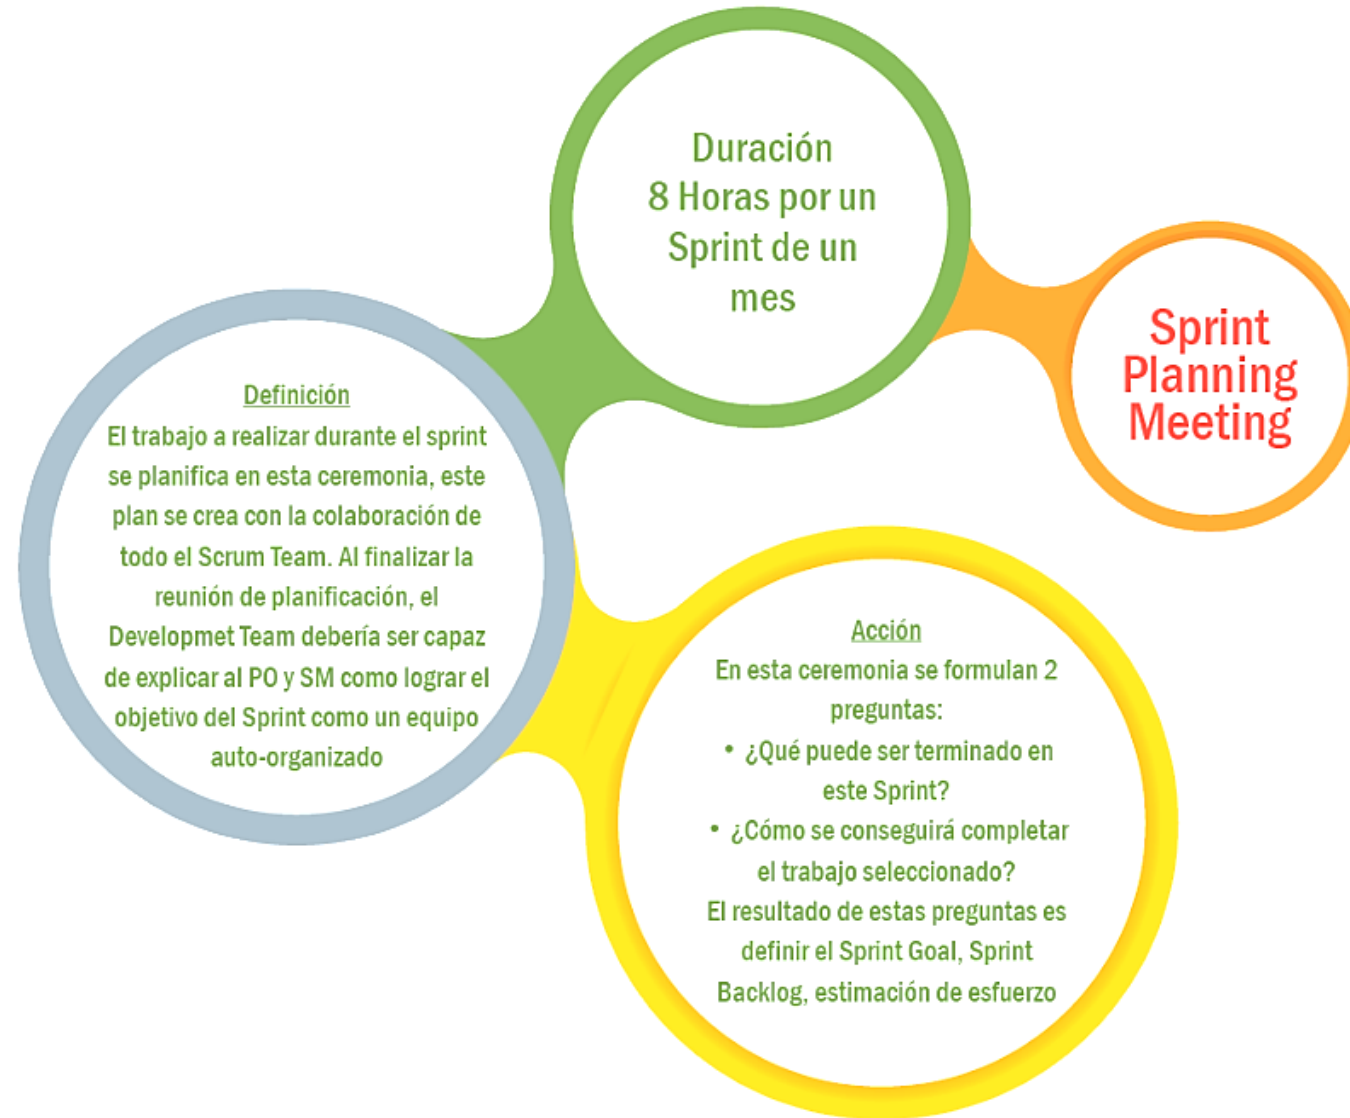 Duración
8 Horas por un
Sprint de un
mes
Sprint
Planning
Meeting
Definición
El trabajo a realizar durante el sprint
se planifica en esta ceremonia, este
plan se crea con la colaboración de
todo el Scrum Team. Al finalizar la
reunión de planificación, el
Developmet Team debería ser capaz
de explicar al PO y SM como lograr el
objetivo del Sprint como un equipo
auto-organizado
Acción
En esta ceremonia se formulan 2
preguntas:
• ¿Qué puede ser terminado en
este Sprint?
• ¿Cómo se conseguirá completar
el trabajo seleccionado?
El resultado de estas preguntas es
definir el Sprint Goal, Sprint
Backlog, estimación de esfuerzo